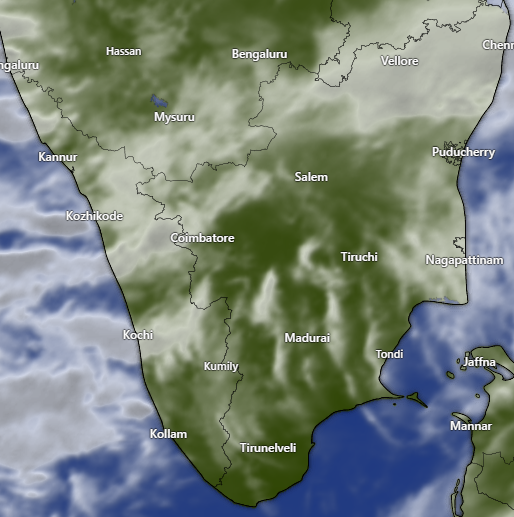 Hassan
Bengaluru
Chenn
Vellore
ngaluru
Mysuru
Kannur
Puducherry
Salem
Kozhikode
Coimbatore
Tiruchi
Nagapattinam
Kochi
Madurai
Tondi
Kumily
Jaffna
Kollam
Mannar
Tirunelveli